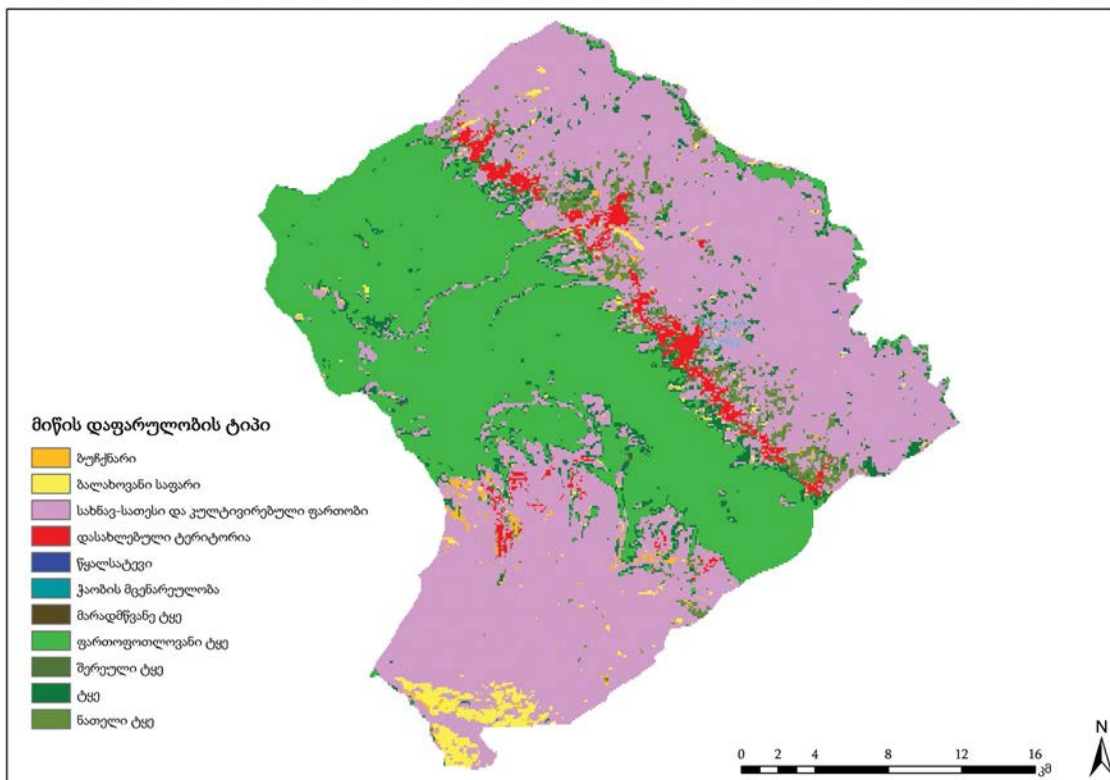 მიწის დაფარულობის ტიპი
ბუჩქნარი
ბალახოვანი საფარი
სახნავ-სათესი და კულტივირებული ფართობი
დასახლებული ტერიტორია
წყალსატევი
ჭაობის მცენარეულობა
მარადმწვანე ტყე
ფართოფოთლოვანი ტყე
შერეული ტყე
ტყე
ნათელი ტყე
N
0 2 4 8 12 16
კმ